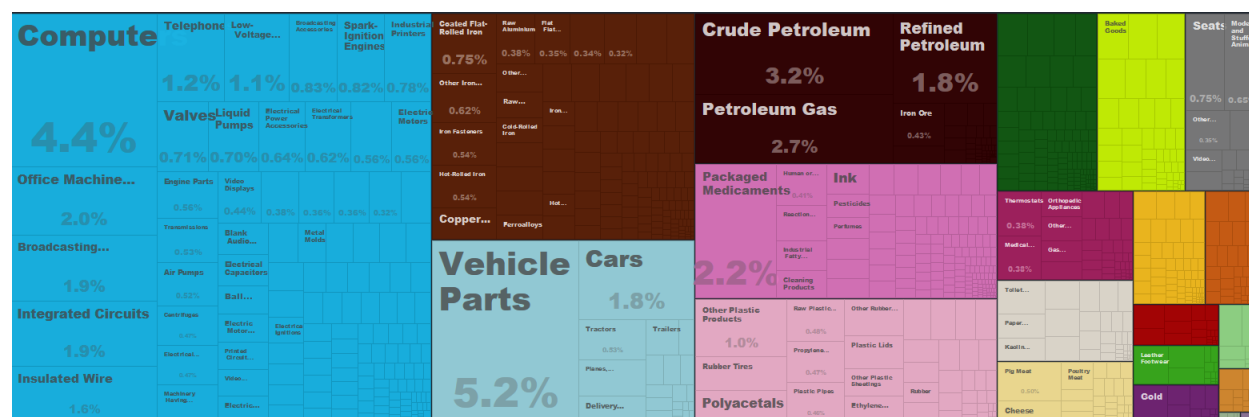 Computers
4.4%
Office Machine...
2.0%
Broadcasting...
1.9%
Integrated Circuits
1.9%
Insulated Wire
1.6%
Telephones
1.2%
Low-
Voltage...
1.1%
Broadcasting
Accessories
0.83%
Spark-
Ignition
Engines
0.82%
Industrial
Printers
0.78%
Valves
0.71%
Liquid
Pumps
0.70%
Electrical
Power
Accessories
0.64%
Electrical
Transformers
0.62%
0.56%
Electric
Motors
0.56%
Engine Parts
0.56%
Transmissions
0.53%
Air Pumps
0.52%
Centrifuges
Electrical...
Machinery
Having...
Video
Displays
0.44%
0.38%
0.36%
0.36%
0.32%
Blank
Audio...
Electrical
Capacitors
Ball...
Electric
Motor...
Printed
Circuit...
Video...
Electric...
Metal
Molds
Electrical
Ignitions
Coated Flat-
Rolled Iron
0.75%
Other Iron...
0.62%
Iron Fasteners
0.54%
Hot-Rolled Iron
0.54%
Copper...
Raw
Aluminium
0.38%
Flat
Flat...
0.35%
0.34%
0.32%
Other...
Raw...
Iron...
Cold-Rolled
Iron
Hot...
Ferroalloys
Vehicle
Parts
5.2%
Cars
1.8%
Tractors
0.53%
Trailers
Planes,...
Delivery...
Crude Petroleum
3.2%
Petroleum Gas
2.7%
Refined
Petroleum
1.8%
Iron Ore
0.43%
Packaged
Medicaments
2.2%
Human or...
Reaction...
Industrial
Fatty...
Cleaning
Products
Ink
Pesticides
Perfumes
Other Plastic
Products
1.0%
Rubber Tires
Polyacetals
Raw Plastic...
0.48%
Propylene...
0.47%
Plastic Pipes
0.46%
Other Rubber...
Plastic Lids
Other Plastic
Sheetings
Ethylene...
Rubber
Baked
Goods
Seats
0.75%
Other...
Video...
Thermostats
0.38%
Medical...
0.38%
Orthopedic
Appliances
Other...
Gas...
Toilet...
Paper...
Kaolin...
Pig Meat
Poultry
Meat
Cheese
Leather
Footwear
Gold